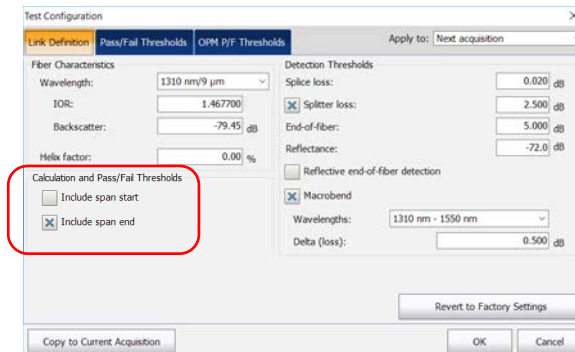 Test Configuration
Link Definition Pass/Fail Thresholds OPM P/F Thresholds Apply to: Next acquisition
Fiber Characteristics
Wavelength: 1310 nm/9 µm
IOR: 1.467700
Backscatter: -79.45 dB
Helix factor: 0.00 %
Calculation and Pass/Fail Thresholds
Include span start
Include span end
Detection Thresholds
Splice loss: 0.020 dB
Splitter loss: 2.500 dB
End-of-fiber: 5.000 dB
Reflectance: -72.0 dB
Reflective end-of-fiber detection
Macrobend
Wavelengths: 1310 nm - 1550 nm
Delta (loss): 0.500 dB
Revert to Factory Settings
Copy to Current Acquisition OK Cancel